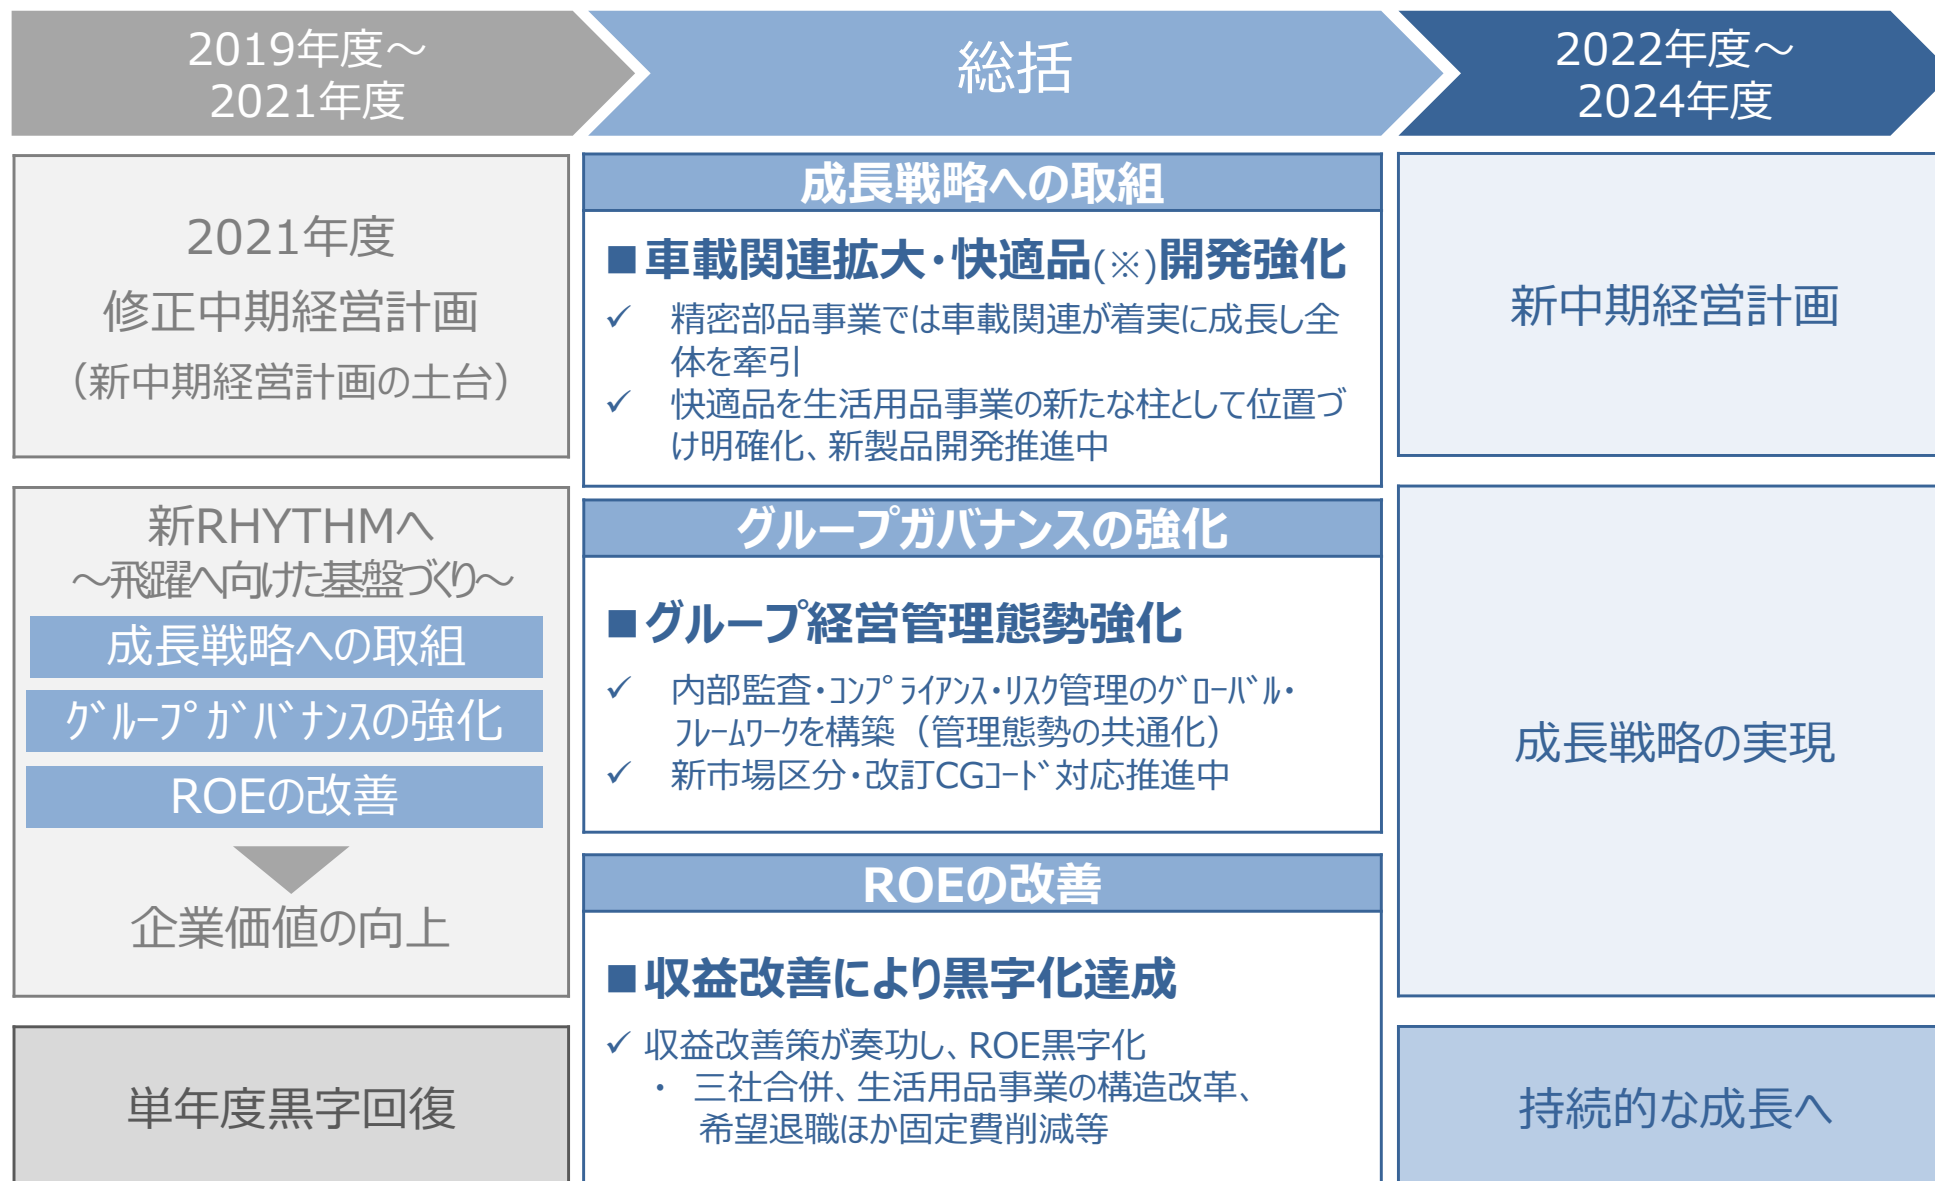 2019年度～
2021年度
総括
2022年度～
2024年度
2021年度
修正中期経営計画
（新中期経営計画の土台）
新RHYTHMへ
～飛躍へ向けた基盤づくり～
成長戦略への取組
ｸﾞﾙｰﾌﾟｶﾞﾊﾞﾅﾝｽの強化
ROEの改善
企業価値の向上
単年度黒字回復
成長戦略への取組
■車載関連拡大・快適品(※)開発強化
✓ 精密部品事業では車載関連が着実に成長し全
体を牽引
✓ 快適品を生活用品事業の新たな柱として位置づ
け明確化、新製品開発推進中
グループガバナンスの強化
■グループ経営管理態勢強化
✓ 内部監査・ｺﾝﾌﾟﾗｲｱﾝｽ・ﾘｽｸ管理のｸﾞﾛｰﾊﾞﾙ・
ﾌﾚｰﾑﾜｰｸを構築（管理態勢の共通化）
✓ 新市場区分・改訂CGｺｰﾄﾞ対応推進中
ROEの改善
■収益改善により黒字化達成
✓ 収益改善策が奏功し、ROE黒字化
・ 三社合併、生活用品事業の構造改革、
希望退職ほか固定費削減等
新中期経営計画
成長戦略の実現
持続的な成長へ